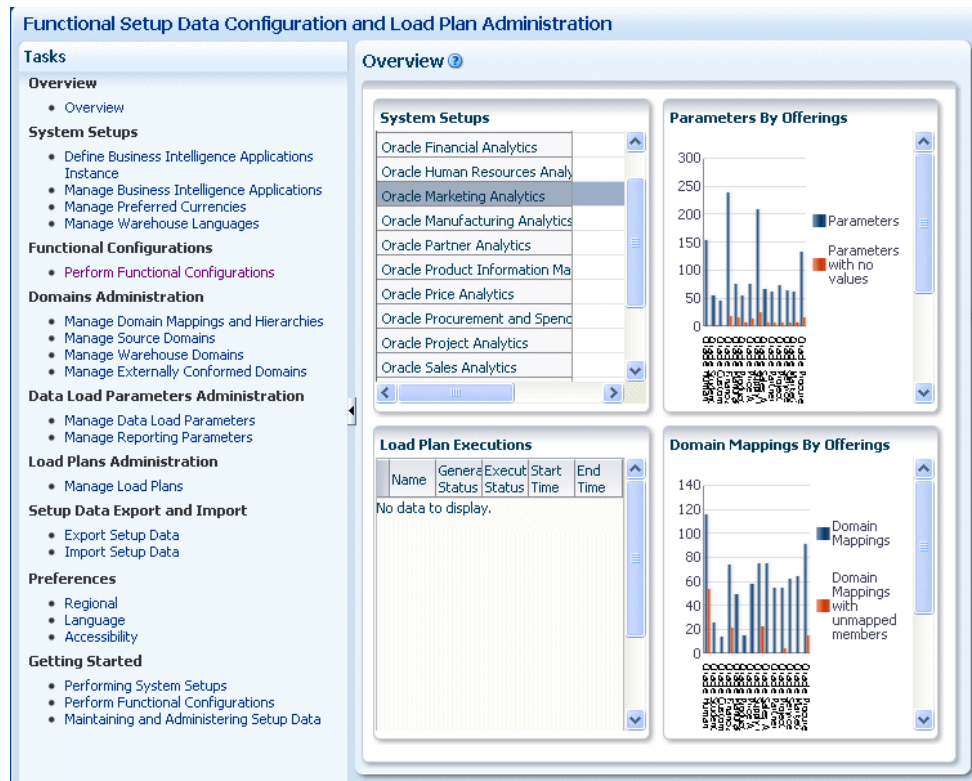 Functional Setup Data Configuration and Load Plan Administration
Tasks
Overview
Overview
System Setups
Define Business Intelligence Applications
Instance
Manage Business Intelligence Applications
Manage Preferred Currencies
Manage Warehouse Languages
Functional Configurations
Perform Functional Configurations
Domains Administration
Manage Domain Mappings and Hierarchies
Manage Source Domains
Manage Warehouse Domains
Manage Externally Conformed Domains
Data Load Parameters Administration
Manage Data Load Parameters
Manage Reporting Parameters
Load Plans Administration
Manage Load Plans
Setup Data Export and Import
Export Setup Data
Import Setup Data
Preferences
Regional
Language
Accessibility
Getting Started
Performing System Setups
Perform Functional Configurations
Maintaining and Administering Setup Data
Overview
System Setups
Oracle Financial Analytics
Oracle Human Resources Analy
Oracle Marketing Analytics
Oracle Manufacturing Analytics
Oracle Partner Analytics
Oracle Product Information Ma
Oracle Price Analytics
Oracle Procurement and Spend
Oracle Project Analytics
Oracle Sales Analytics
Parameters By Offerings
300
250
200
150
100
50
0
Parameters
Parameters
with no
values
Load Plan Executions
Name
Genera
Status
Execut
Status
Start
Time
End
Time
No data to display.
Domain Mappings By Offerings
140
120
100
80
60
40
20
0
Domain
Mappings
Domain
Mappings
with
unmapped
members